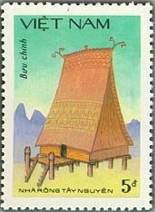 VIỆT NAM
Bưu chính
NHÀ RÔNG TÂY NGUYÊN 5đ